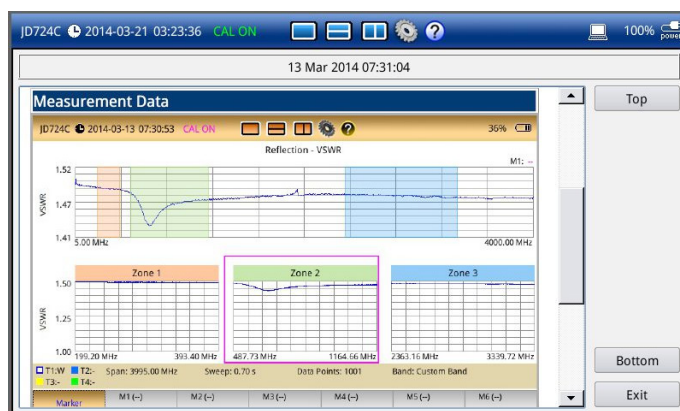 JD724C 2014-03-21 03:23:36 CAL ON 100%
power
13 Mar 2014 07:31:04
Measurement Data
Top
JD724C 2014-03-13 07:30:53 CAL ON 36%
Reflection - VSWR
M1: --
1.52
1.47
1.41
VSWR
5.00 MHz 4000.00 MHz
Zone 1 Zone 2 Zone 3
1.50
1.25
1.00
VSWR
199.20 MHz 393.40 MHz 487.73 MHz 1164.66 MHz 2363.16 MHz 3339.72 MHz
T1:W T2:- Span: 3995.00 MHz Sweep: 0.70 s Data Points: 1001 Band: Custom Band
T3:- T4:-
Marker M1 (--) M2 (--) M3 (--) M4 (--) M5 (--) M6 (--)
Bottom
Exit